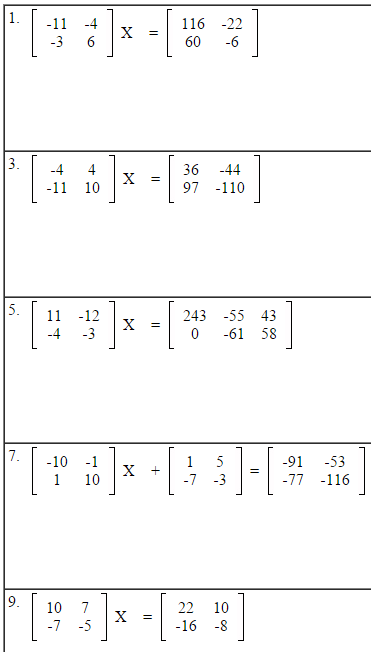 1. [ -11 -4 ] X = [ 116 -22 ]
[ -3 6 ] [ 60 -6 ]
3. [ -4 4 ] X = [ 36 -44 ]
[ -11 10 ] [ 97 -110 ]
5. [ 11 -12 ] X = [ 243 -55 43 ]
[ -4 -3 ] [ 0 -61 58 ]
7. [ -10 -1 ] X + [ 1 5 ] = [ -91 -53 ]
[ 1 10 ] [ -7 -3 ] [ -77 -116 ]
9. [ 10 7 ] X = [ 22 10 ]
[ -7 -5 ] [ -16 -8 ]